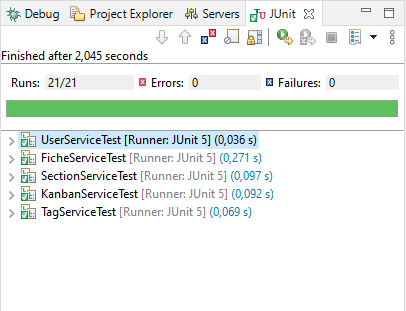 Debug Project Explorer Servers JUnit
Finished after 2,045 seconds
Runs: 21/21 Errors: 0 Failures: 0
UserServiceTest [Runner: JUnit 5] (0,036 s)
FicheServiceTest [Runner: JUnit 5] (0,271 s)
SectionServiceTest [Runner: JUnit 5] (0,097 s)
KanbanServiceTest [Runner: JUnit 5] (0,092 s)
TagServiceTest [Runner: JUnit 5] (0,069 s)